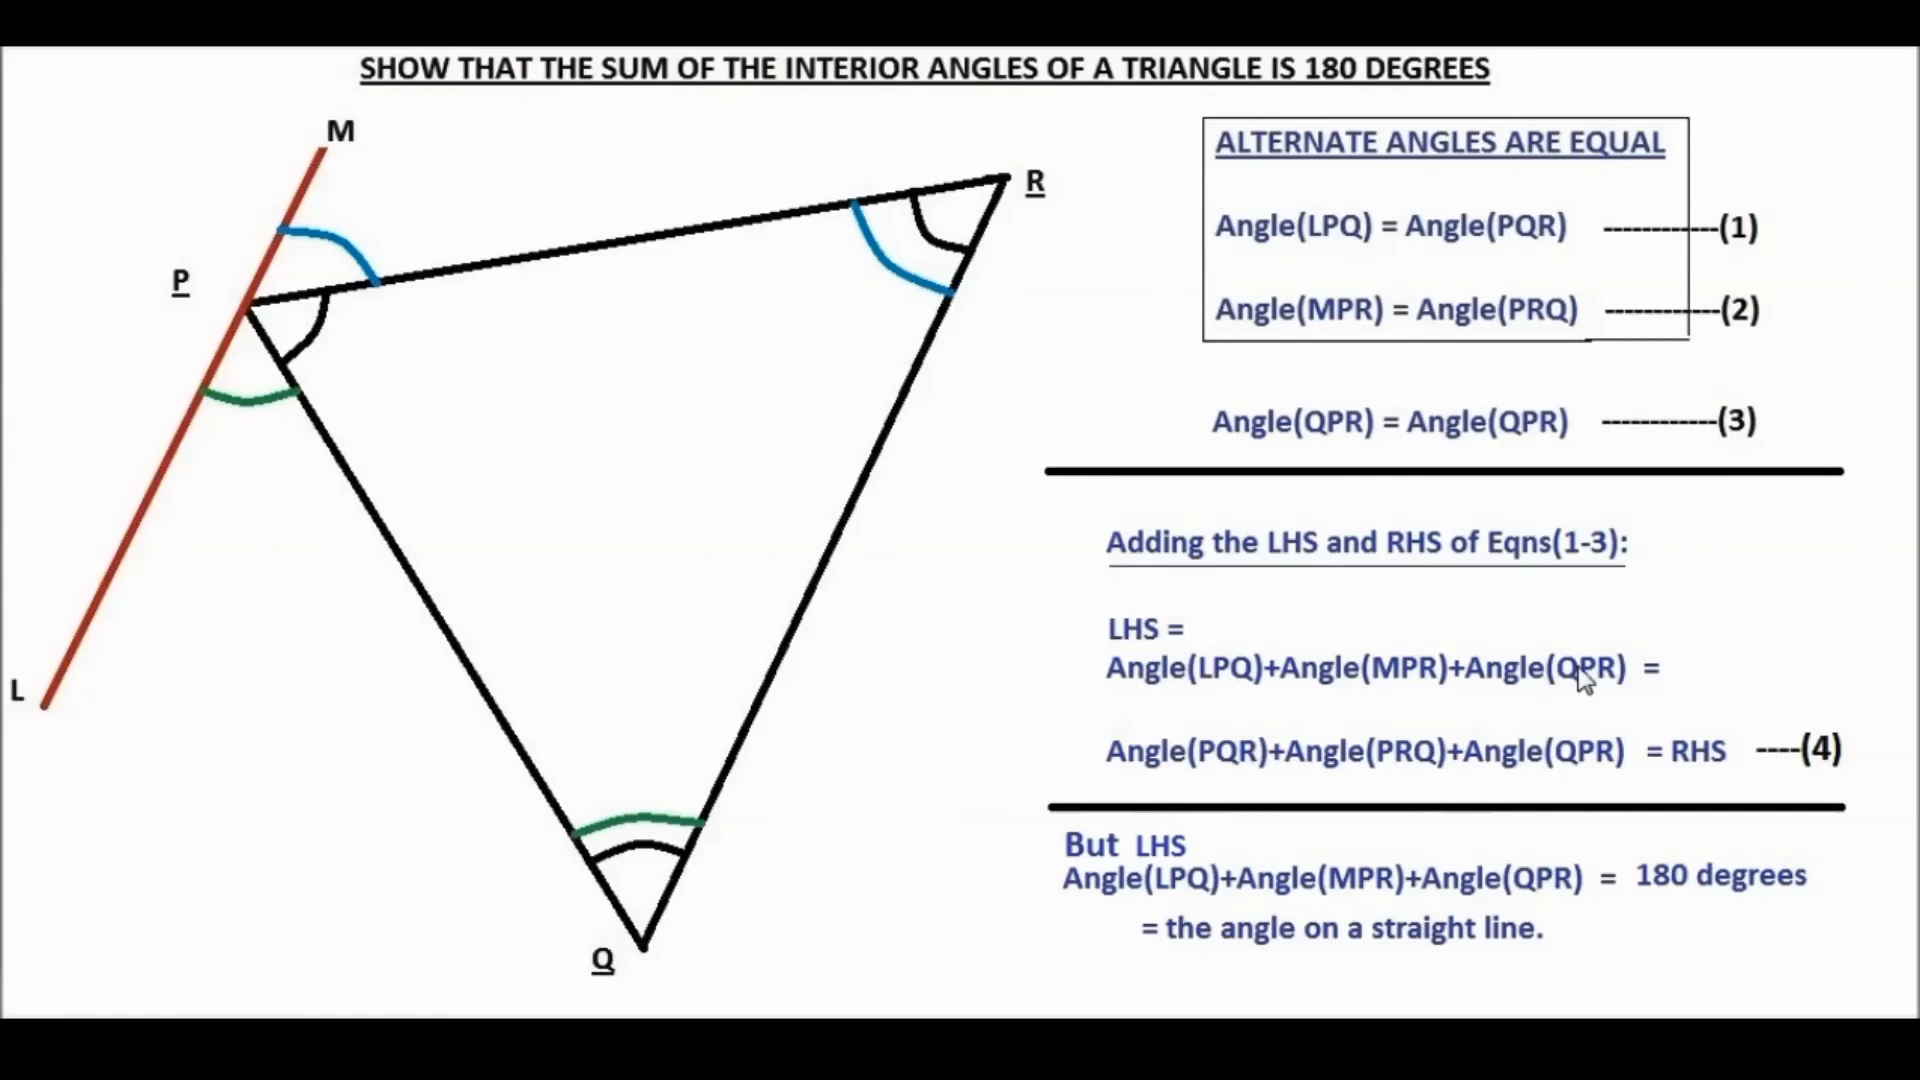 SHOW THAT THE SUM OF THE INTERIOR ANGLES OF A TRIANGLE IS 180 DEGREES
M
R
P
L
Q
ALTERNATE ANGLES ARE EQUAL
Angle(LPQ) = Angle(PQR) ------------(1)
Angle(MPR) = Angle(PRQ) ------------(2)
Angle(QPR) = Angle(QPR) ------------(3)
Adding the LHS and RHS of Eqns(1-3):
LHS =
Angle(LPQ)+Angle(MPR)+Angle(QPR) =
Angle(PQR)+Angle(PRQ)+Angle(QPR) = RHS ----(4)
But LHS
Angle(LPQ)+Angle(MPR)+Angle(QPR) = 180 degrees
= the angle on a straight line.